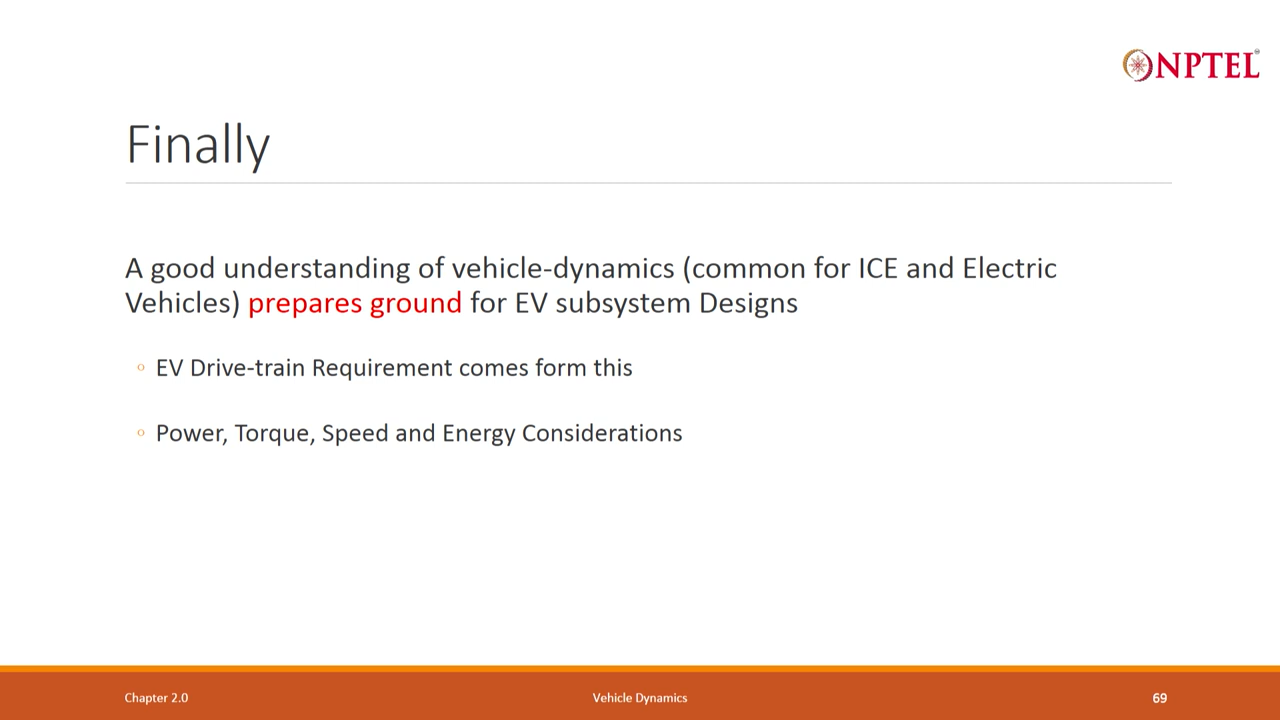 NPTEL
Finally
A good understanding of vehicle-dynamics (common for ICE and Electric
Vehicles) prepares ground for EV subsystem Designs
EV Drive-train Requirement comes form this
Power, Torque, Speed and Energy Considerations
Chapter 2.0
Vehicle Dynamics
69